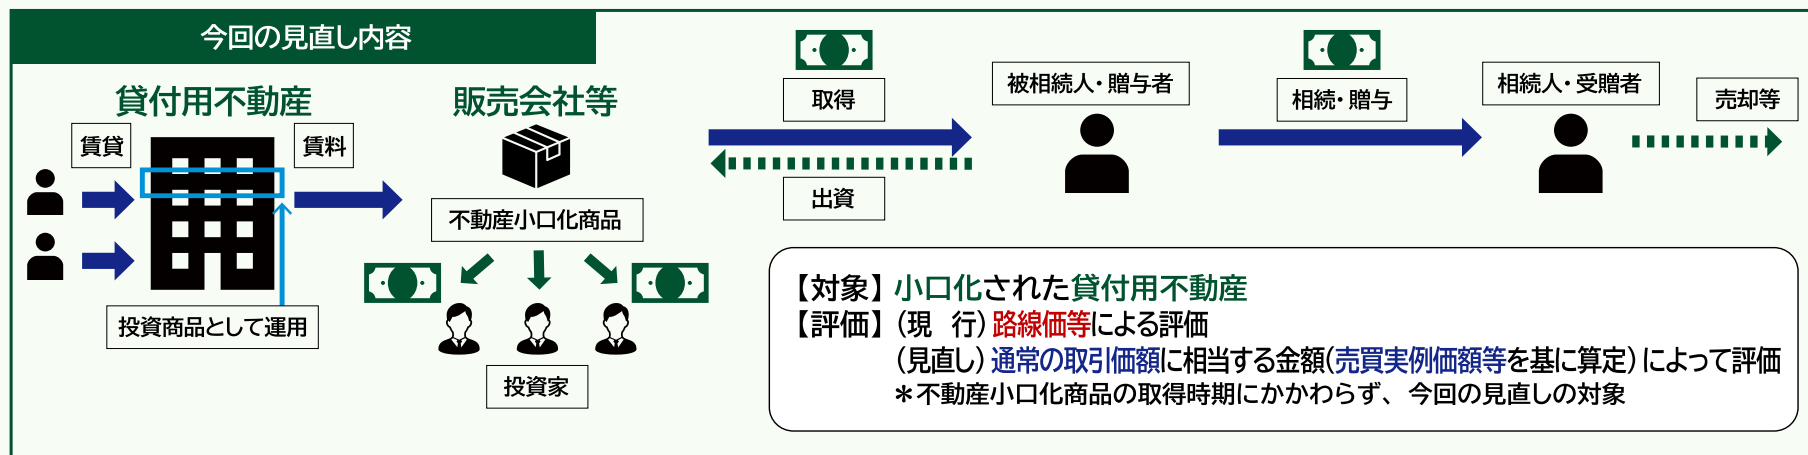 今回の見直し内容
貸付用不動産
賃貸
賃料
投資商品として運用
販売会社等
不動産小口化商品
投資家
取得
出資
被相続人・贈与者
相続・贈与
相続人・受贈者
売却等
【対象】小口化された貸付用不動産
【評価】（現　行）路線価等による評価
（見直し）通常の取引価額に相当する金額（売買実例価額等を基に算定）によって評価
＊不動産小口化商品の取得時期にかかわらず、今回の見直しの対象